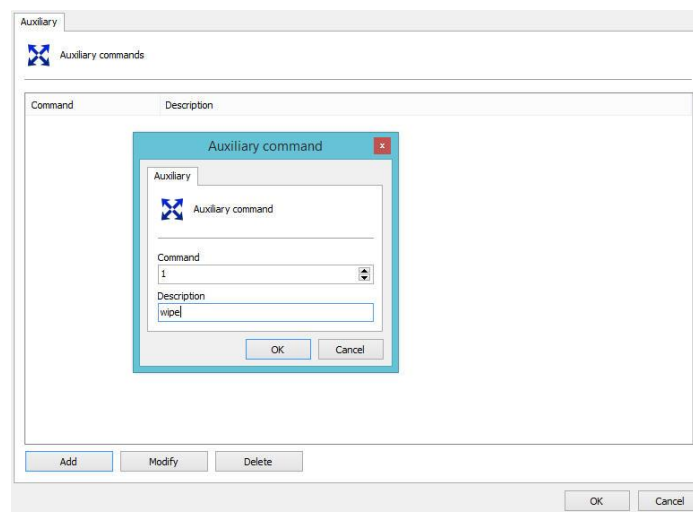 Auxiliary
Auxiliary commands
Command Description
Auxiliary command
x
Auxiliary
Auxiliary command
Command
1
Description
wipe
OK Cancel
Add Modify Delete
OK Cancel